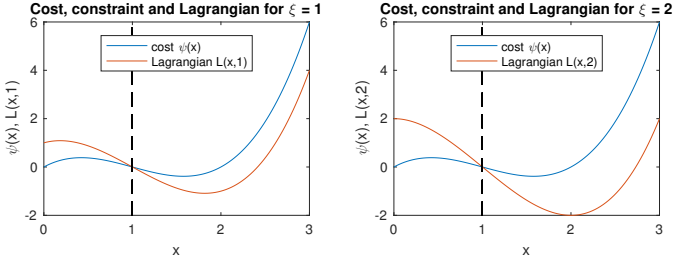 Cost, constraint and Lagrangian for ξ = 1
ψ(x), L(x,1)
6
4
2
0
-2
cost ψ(x)
Lagrangian L(x,1)
0 1 2 3
x
Cost, constraint and Lagrangian for ξ = 2
ψ(x), L(x,2)
6
4
2
0
-2
cost ψ(x)
Lagrangian L(x,2)
0 1 2 3
x